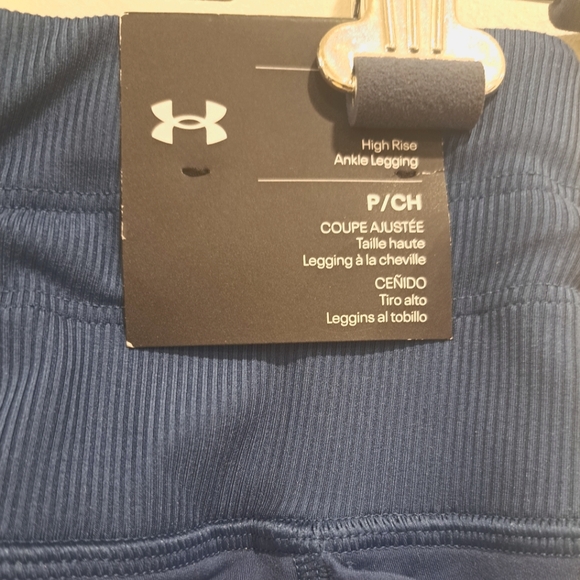 High Rise
Ankle Legging
P/CH
COUPE AJUSTÉE
Taille haute
Legging à la cheville
CEÑIDO
Tiro alto
Leggins al tobillo